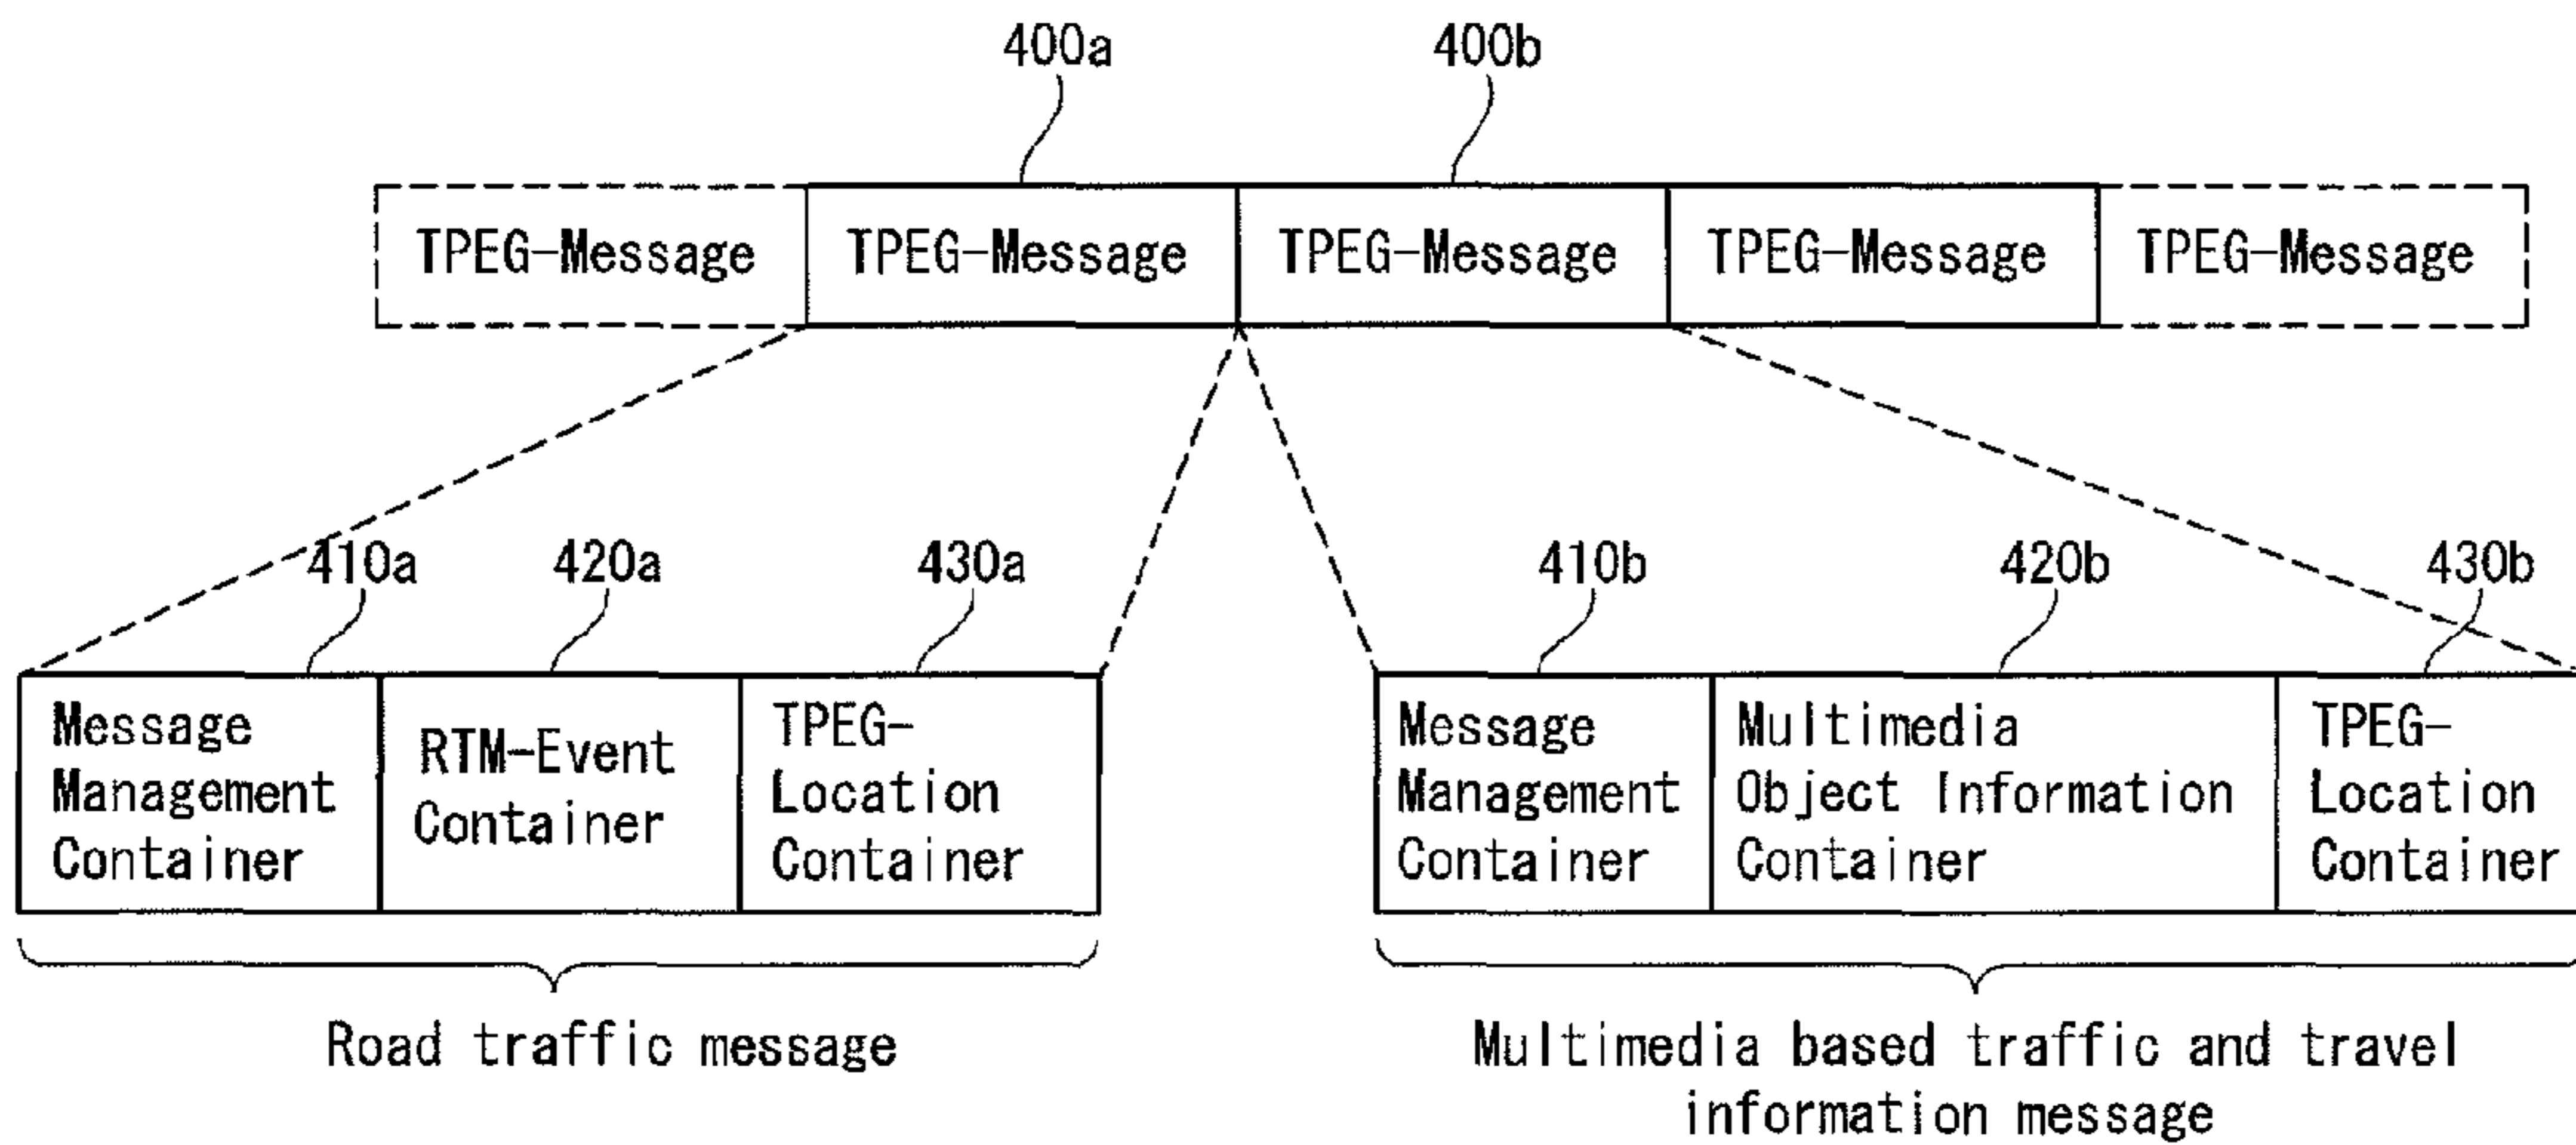 400a 400b
TPEG-Message TPEG-Message TPEG-Message TPEG-Message TPEG-Message
410a 420a 430a 410b 420b 430b
Message
Management
Container
RTM-Event
Container
TPEG-
Location
Container
Message
Management
Container
Multimedia
Object Information
Container
TPEG-
Location
Container
Road traffic message
Multimedia based traffic and travel
information message